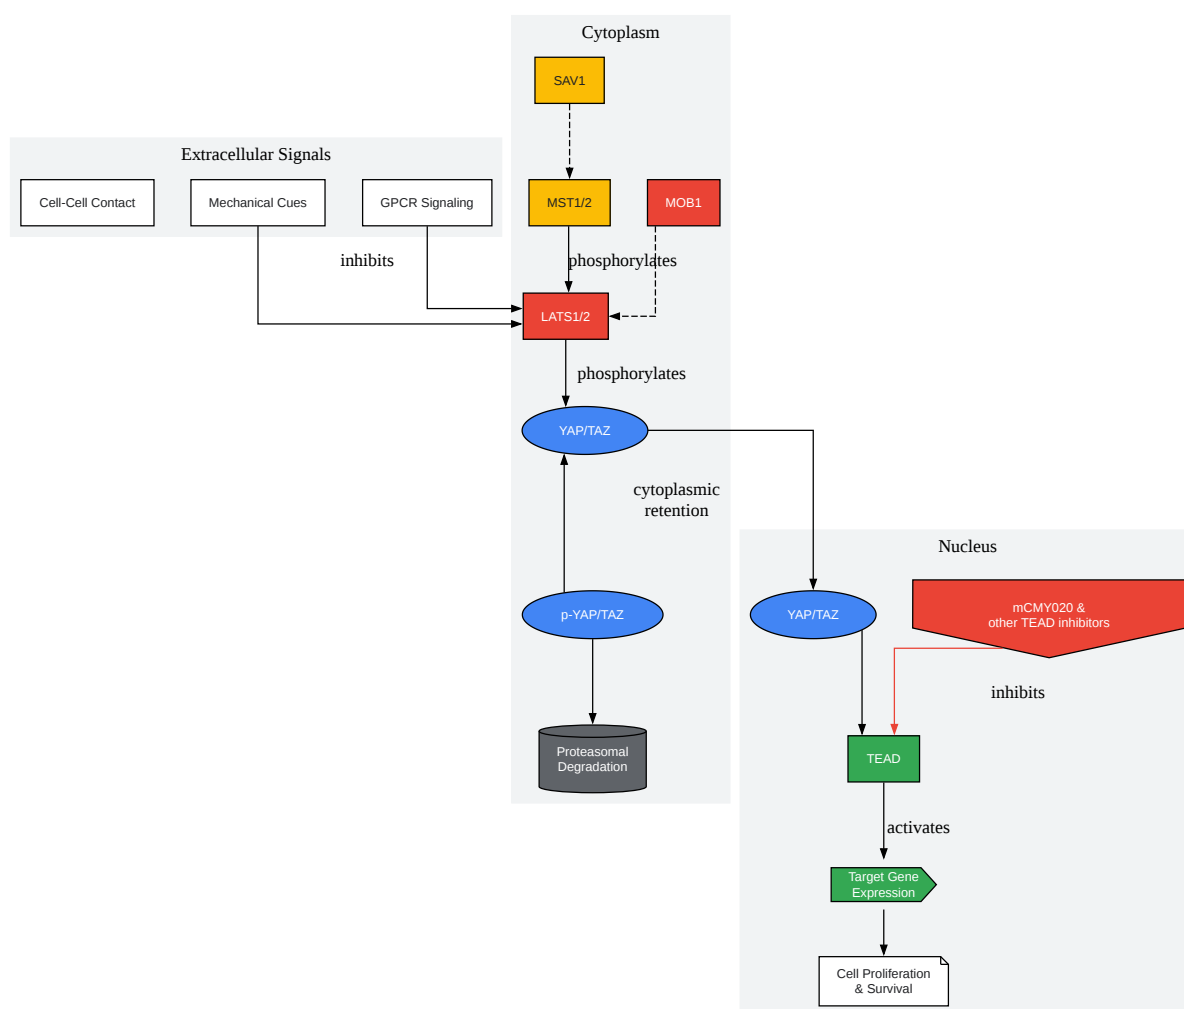 Cytoplasm
SAV1
Extracellular Signals
Cell-Cell Contact
Mechanical Cues
GPCR Signaling
MST1/2
MOB1
inhibits
phosphorylates
LATS1/2
phosphorylates
YAP/TAZ
cytoplasmic
retention
Nucleus
p-YAP/TAZ
YAP/TAZ
mCMY020 &
other TEAD inhibitors
inhibits
Proteasomal
Degradation
TEAD
activates
Target Gene
Expression
Cell Proliferation
& Survival